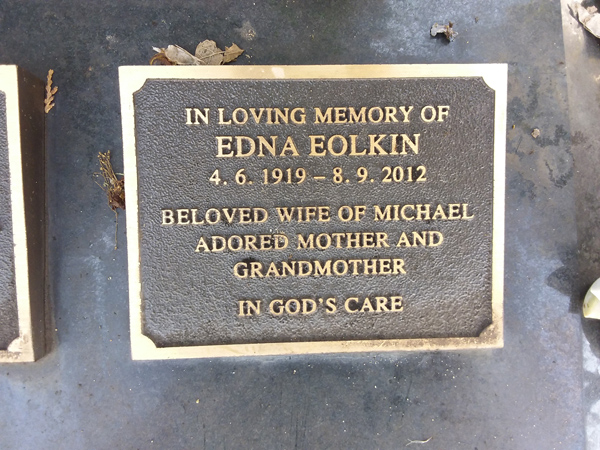 IN LOVING MEMORY OF
EDNA EOLKIN
4. 6. 1919 – 8. 9. 2012
BELOVED WIFE OF MICHAEL
ADORED MOTHER AND
GRANDMOTHER
IN GOD'S CARE